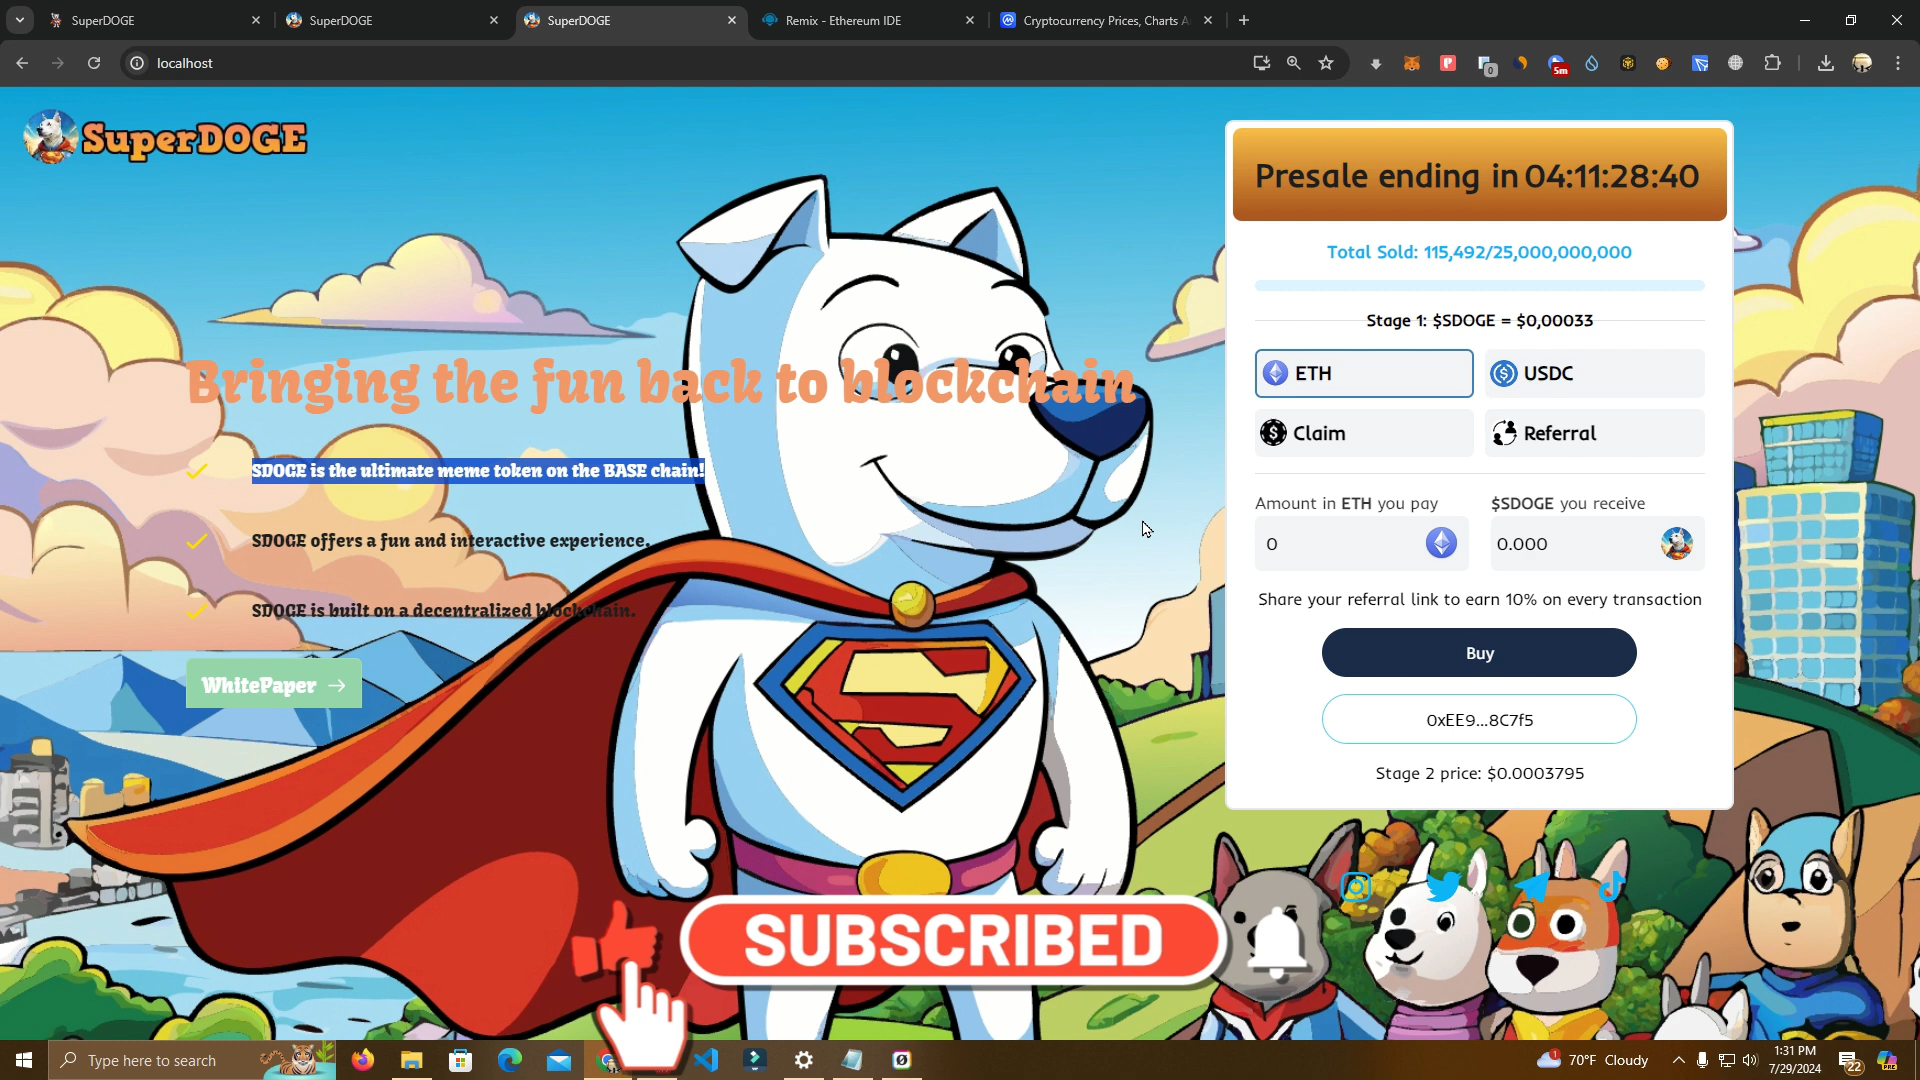 SuperDOGE
SuperDOGE
SuperDOGE
Remix - Ethereum IDE
Cryptocurrency Prices, Charts A
localhost
0
5m
SuperDOGE
Presale ending in 04:11:28:40
Total Sold: 115,492/25,000,000,000
Stage 1: $SDOGE = $0,00033
ETH
USDC
Claim
Referral
Bringing the fun back to blockchain
SDOGE is the ultimate meme token on the BASE chain!
SDOGE offers a fun and interactive experience.
SDOGE is built on a decentralized blockchain.
WhitePaper →
Amount in ETH you pay
$SDOGE you receive
0
0.000
Share your referral link to earn 10% on every transaction
Buy
0xEE9...8C7f5
Stage 2 price: $0.0003795
SUBSCRIBED
Type here to search
1
70°F Cloudy
1:31 PM
7/29/2024
22
PRE